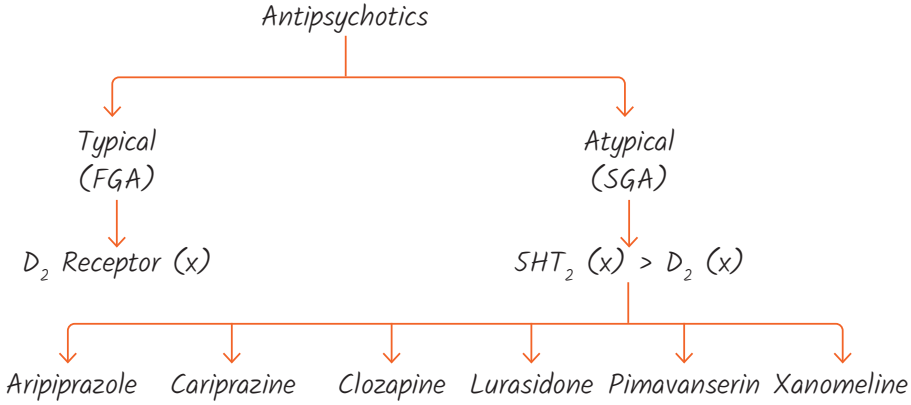 Antipsychotics
Typical
(FGA)
Atypical
(SGA)
D₂ Receptor (x)
5HT₂ (x) > D₂ (x)
Aripiprazole Cariprazine Clozapine Lurasidone Pimavanserin Xanomeline